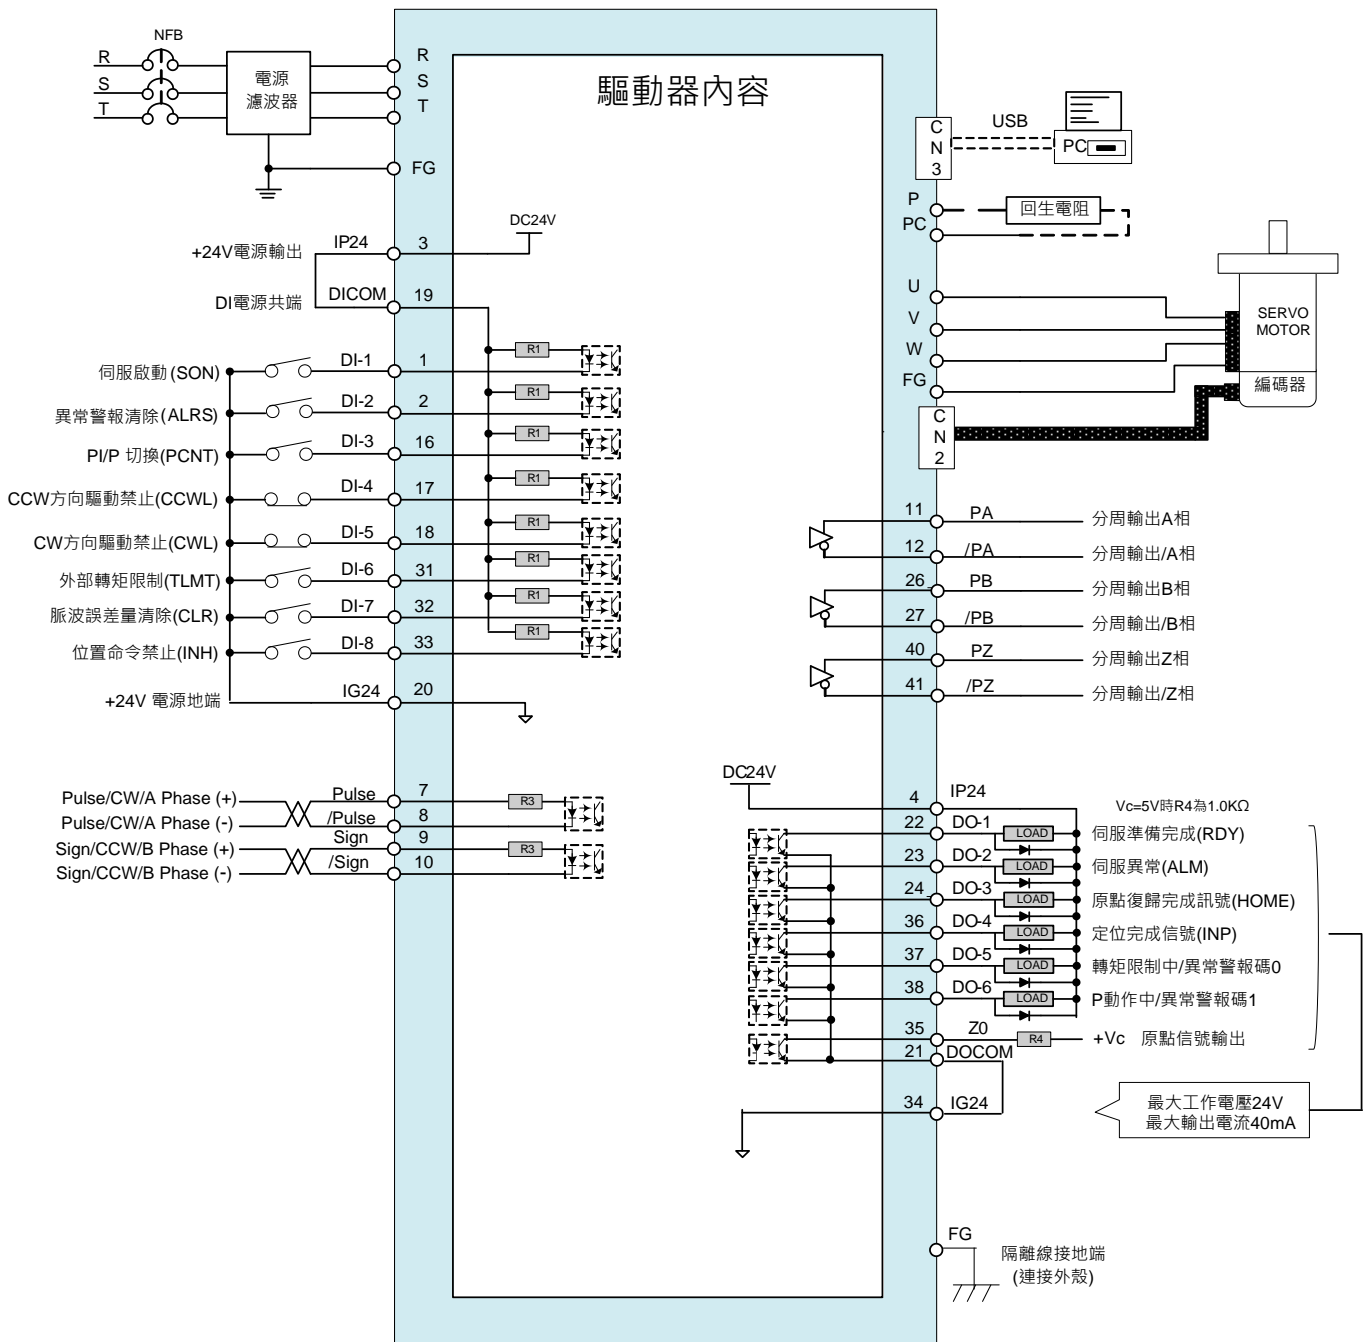 NFB
R
S
T
電源
濾波器
R
S
T
FG
驅動器內容
CN3
USB
PC
P
PC
回生電阻
DC24V
+24V電源輸出 IP24 3
DI電源共端 DICOM 19
伺服啟動(SON) DI-1 1 R1
異常警報清除(ALRS) DI-2 2 R1
PI/P 切換(PCNT) DI-3 16 R1
CCW方向驅動禁止(CCWL) DI-4 17 R1
CW方向驅動禁止(CWL) DI-5 18 R1
外部轉矩限制(TLMT) DI-6 31 R1
脈波誤差量清除(CLR) DI-7 32 R1
位置命令禁止(INH) DI-8 33 R1
+24V 電源地端 IG24 20
U
V
W
FG
SERVO
MOTOR
編碼器
CN2
11 PA 分周輸出A相
12 /PA 分周輸出/A相
26 PB 分周輸出B相
27 /PB 分周輸出/B相
40 PZ 分周輸出Z相
41 /PZ 分周輸出/Z相
Pulse/CW/A Phase (+) Pulse 7 R3
Pulse/CW/A Phase (-) /Pulse 8
Sign/CCW/B Phase (+) Sign 9 R3
Sign/CCW/B Phase (-) /Sign 10
DC24V
4 IP24 Vc=5V時R4為1.0KΩ
22 DO-1 LOAD 伺服準備完成(RDY)
23 DO-2 LOAD 伺服異常(ALM)
24 DO-3 LOAD 原點復歸完成訊號(HOME)
36 DO-4 LOAD 定位完成信號(INP)
37 DO-5 LOAD 轉矩限制中/異常警報碼0
38 DO-6 LOAD P動作中/異常警報碼1
35 Z0 R4 +Vc 原點信號輸出
21 DOCOM
34 IG24
最大工作電壓24V
最大輸出電流40mA
FG
隔離線接地端
(連接外殼)